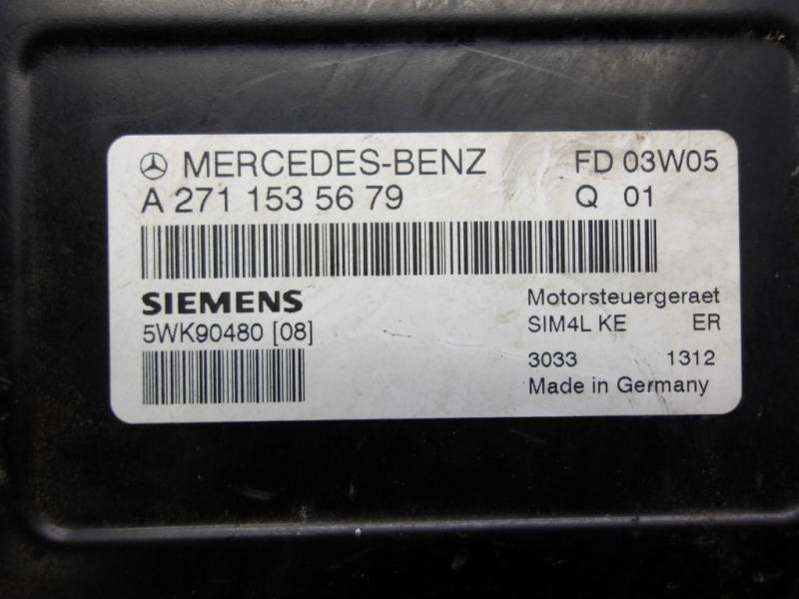 MERCEDES-BENZ FD 03W05
A 271 153 56 79 Q 01
SIEMENS Motorsteuergeraet
5WK90480 [08] SIM4L KE ER
3033 1312
Made in Germany